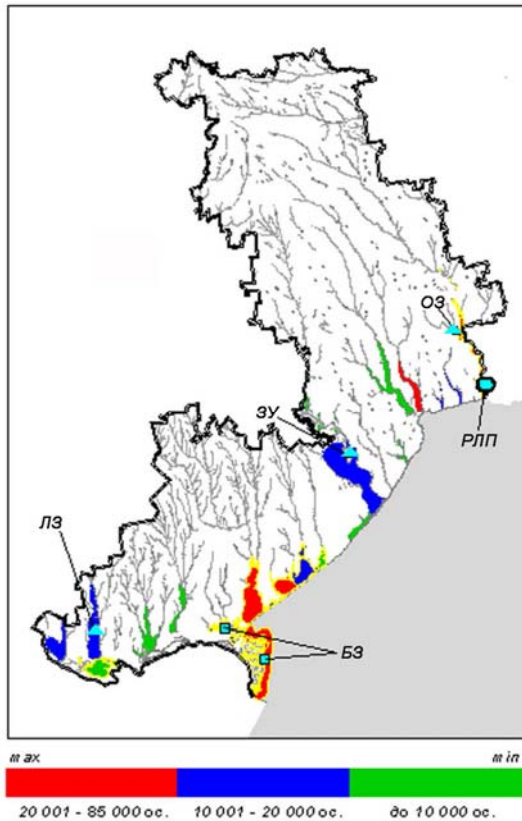 ОЗ
ЗУ
РЛП
ЛЗ
БЗ
max min
20 001 - 85 000 ос. 10 001 - 20 000 ос. до 10 000 ос.